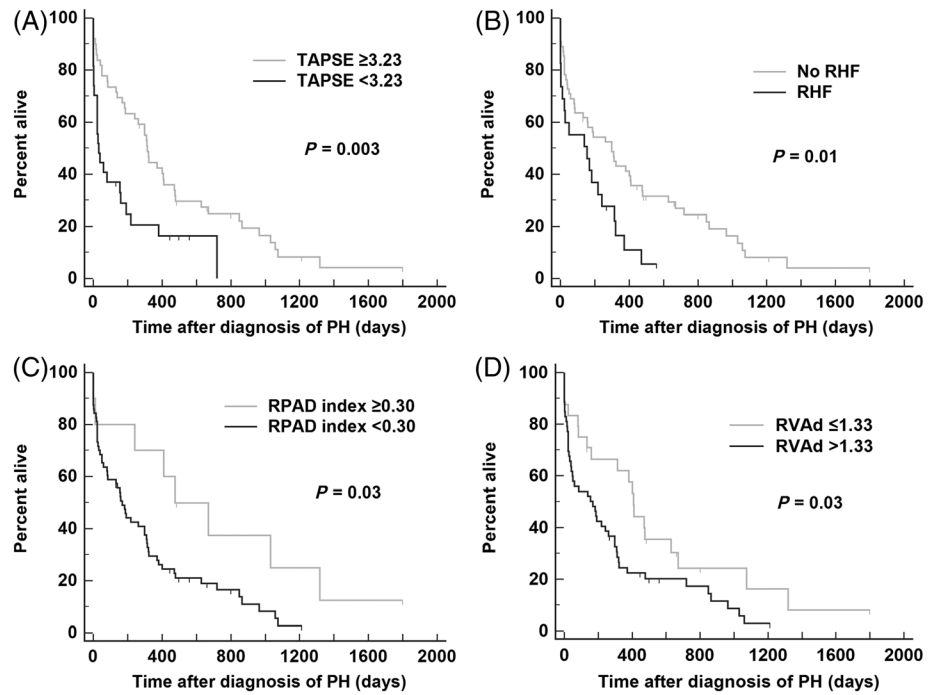 (A)
100
80
60
40
20
0
Percent alive
TAPSE ≥3.23
TAPSE <3.23
P = 0.003
0 400 800 1200 1600 2000
Time after diagnosis of PH (days)
(B)
100
80
60
40
20
0
Percent alive
No RHF
RHF
P = 0.01
0 400 800 1200 1600 2000
Time after diagnosis of PH (days)
(C)
100
80
60
40
20
0
Percent alive
RPAD index ≥0.30
RPAD index <0.30
P = 0.03
0 400 800 1200 1600 2000
Time after diagnosis of PH (days)
(D)
100
80
60
40
20
0
Percent alive
RVAd ≤1.33
RVAd >1.33
P = 0.03
0 400 800 1200 1600 2000
Time after diagnosis of PH (days)